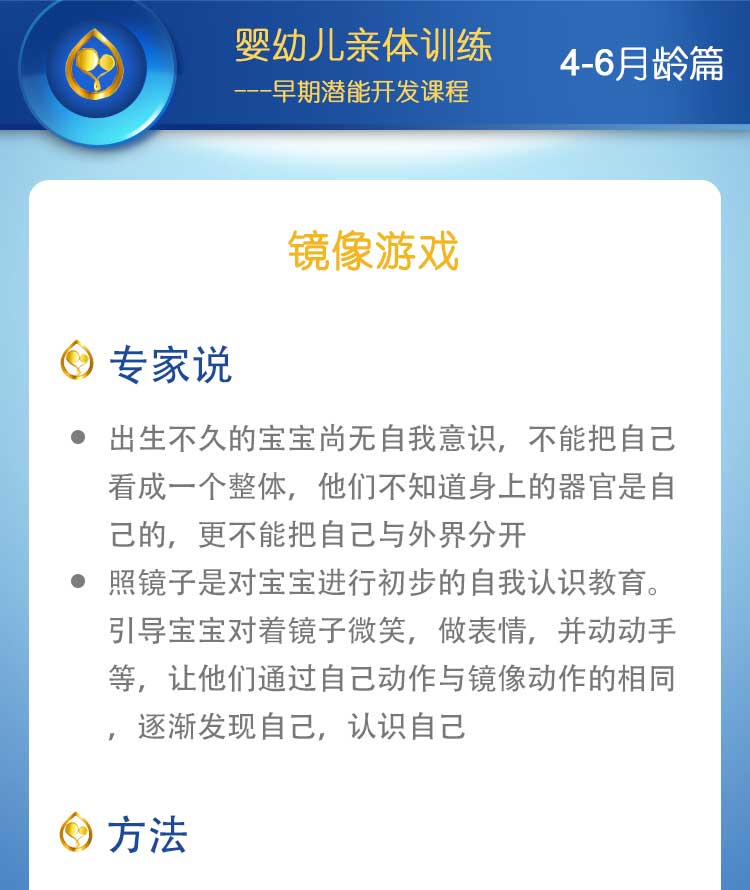 婴幼儿亲体训练
---早期潜能开发课程
4-6月龄篇
镜像游戏
专家说
● 出生不久的宝宝尚无自我意识，不能把自己
看成一个整体，他们不知道身上的器官是自
己的，更不能把自己与外界分开
● 照镜子是对宝宝进行初步的自我认识教育。
引导宝宝对着镜子微笑，做表情，并动动手
等，让他们通过自己动作与镜像动作的相同
，逐渐发现自己，认识自己
方法